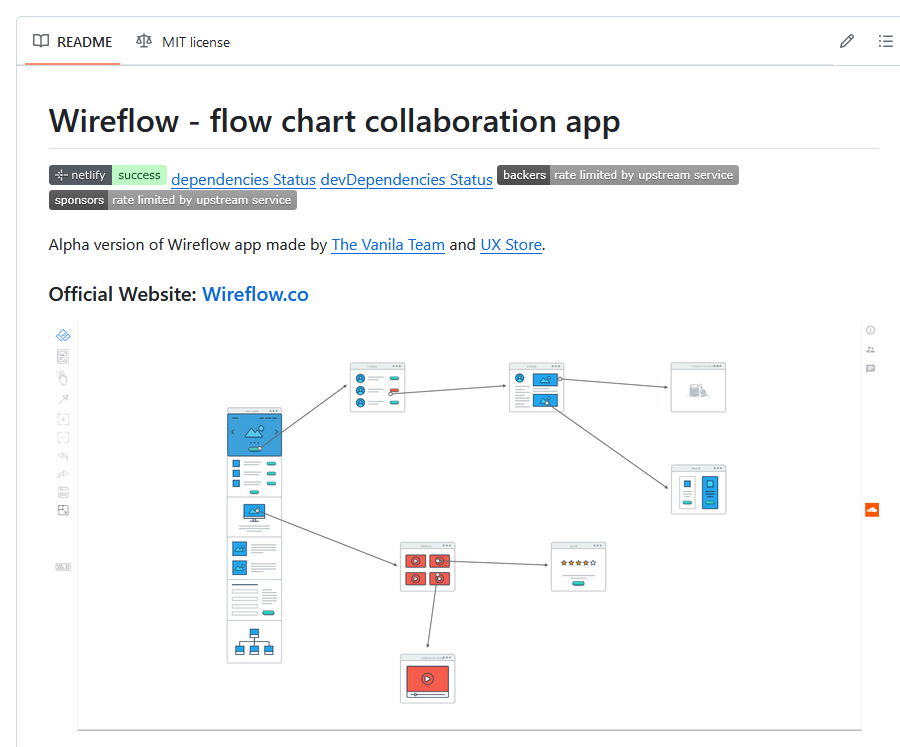 README MIT license
Wireflow - flow chart collaboration app
netlify success dependencies Status devDependencies Status backers rate limited by upstream service
sponsors rate limited by upstream service
Alpha version of Wireflow app made by The Vanila Team and UX Store.
Official Website: Wireflow.co